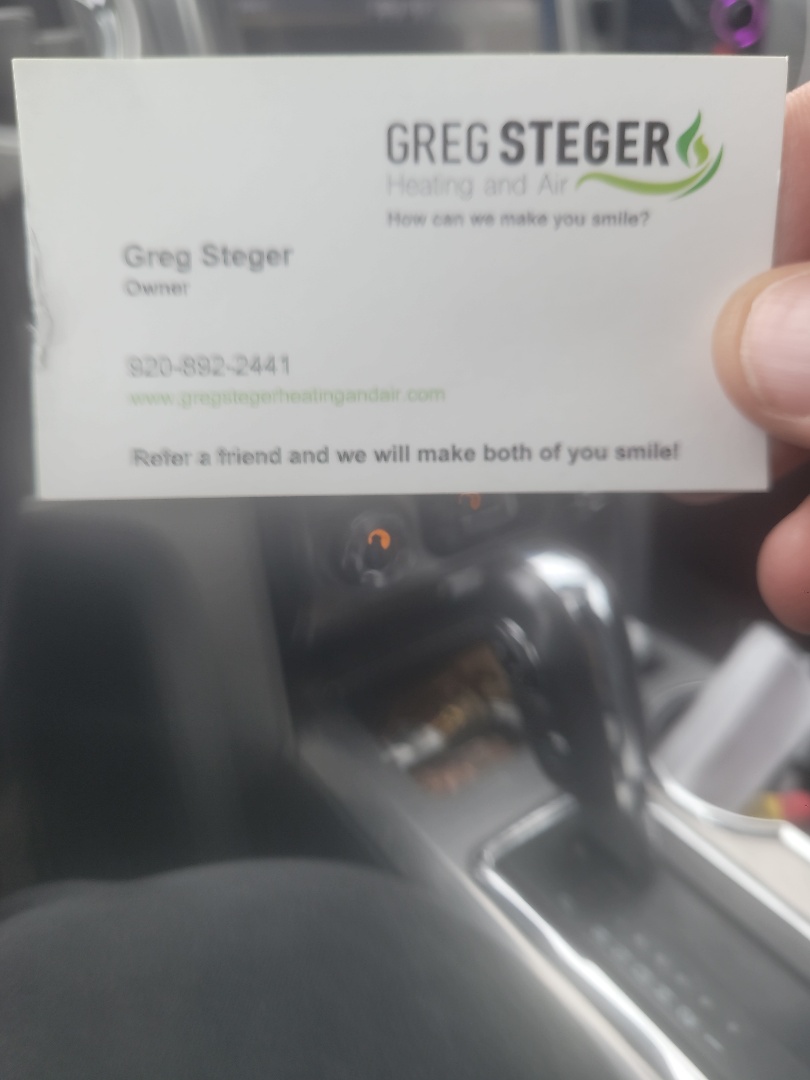 GREG STEGER
Heating and Air
How can we make you smile?
Greg Steger
Owner
920-892-2441
www.gregstegerheatingandair.com
Refer a friend and we will make both of you smile!